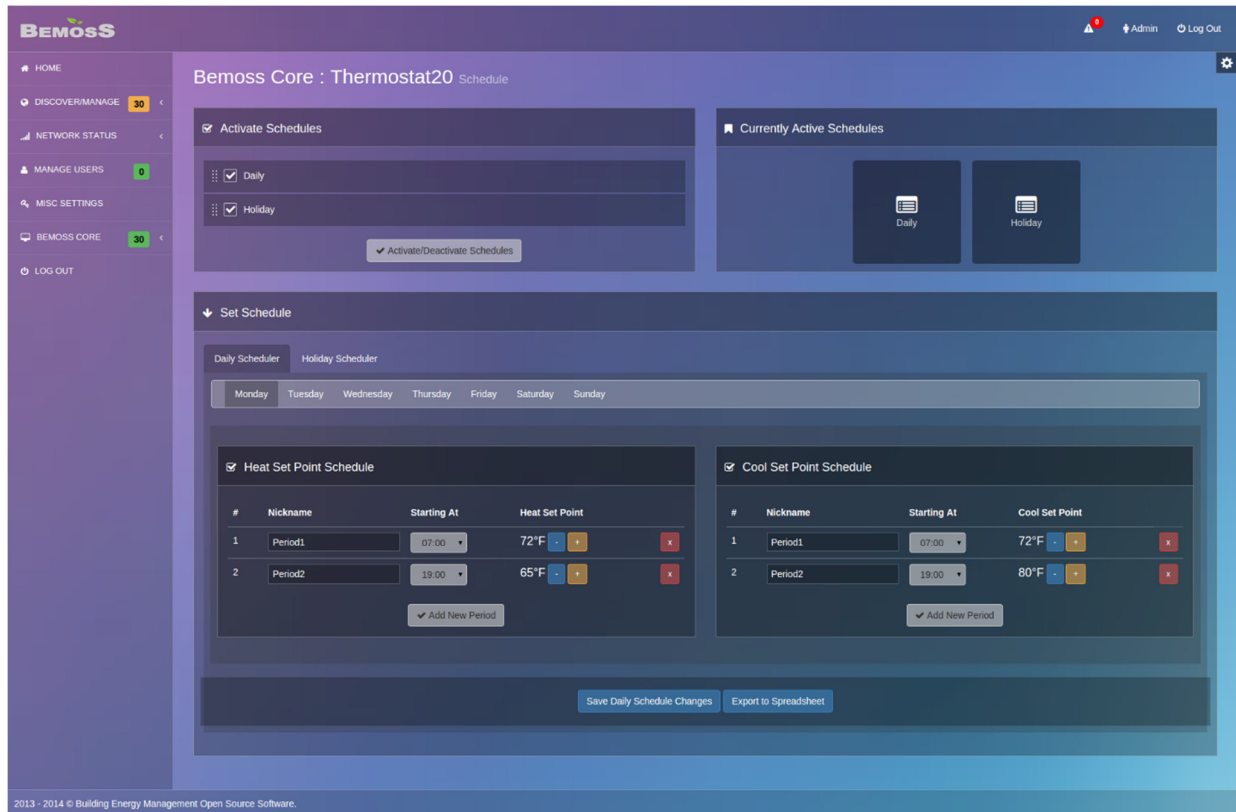 BEMOSS
0
Admin
Log Out
HOME
DISCOVER/MANAGE 30
NETWORK STATUS
MANAGE USERS 0
MISC SETTINGS
BEMOSS CORE 30
LOG OUT
Bemoss Core : Thermostat20 Schedule
Activate Schedules
Daily
Holiday
Activate/Deactivate Schedules
Currently Active Schedules
Daily Holiday
Set Schedule
Daily Scheduler Holiday Scheduler
Monday Tuesday Wednesday Thursday Friday Saturday Sunday
Heat Set Point Schedule
# Nickname Starting At Heat Set Point
1 Period1 07:00 72°F - + x
2 Period2 19:00 65°F - + x
Add New Period
Cool Set Point Schedule
# Nickname Starting At Cool Set Point
1 Period1 07:00 72°F - + x
2 Period2 19:00 80°F - + x
Add New Period
Save Daily Schedule Changes Export to Spreadsheet
2013 - 2014 © Building Energy Management Open Source Software.